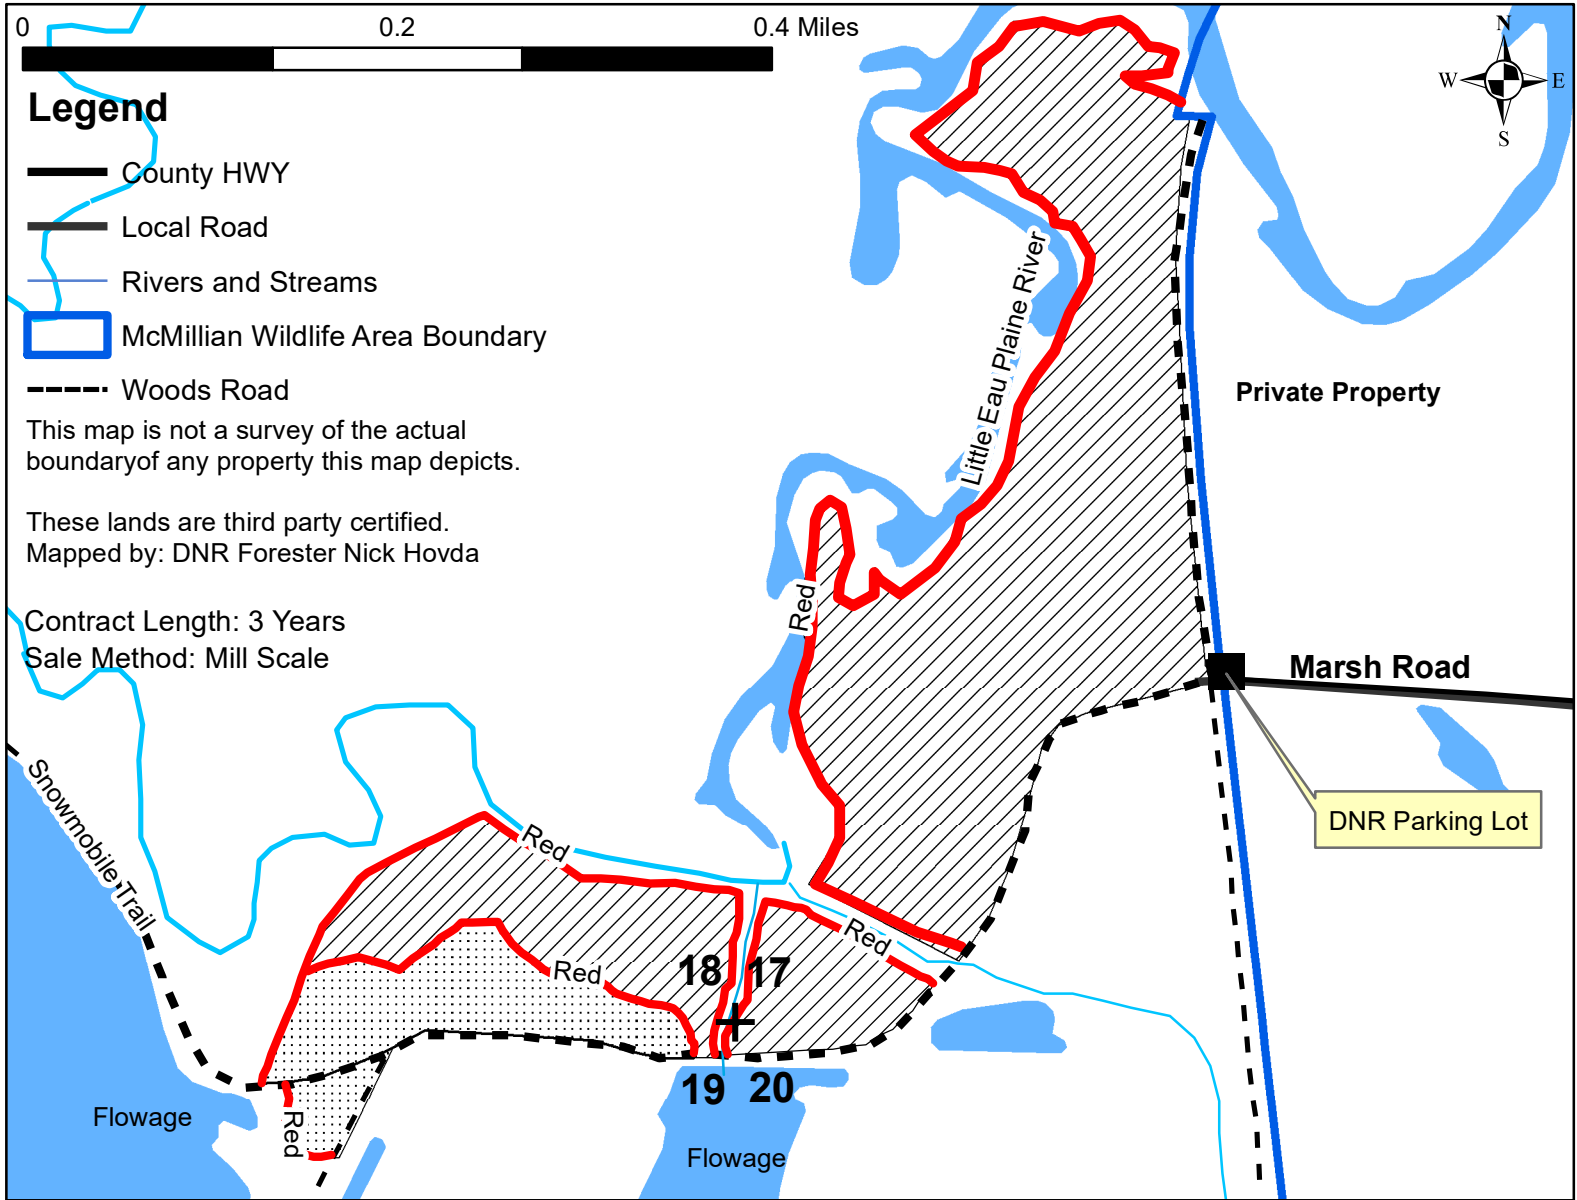 0 0.2 0.4 Miles
N
W E
S
Legend
County HWY
Local Road
Rivers and Streams
McMillian Wildlife Area Boundary
Woods Road
This map is not a survey of the actual
boundaryof any property this map depicts.
These lands are third party certified.
Mapped by: DNR Forester Nick Hovda
Contract Length: 3 Years
Sale Method: Mill Scale
Little Eau Plaine River
Private Property
Red
Marsh Road
DNR Parking Lot
Snowmobile Trail
Red
Red
Red
18 17
19 20
Red
Flowage
Flowage